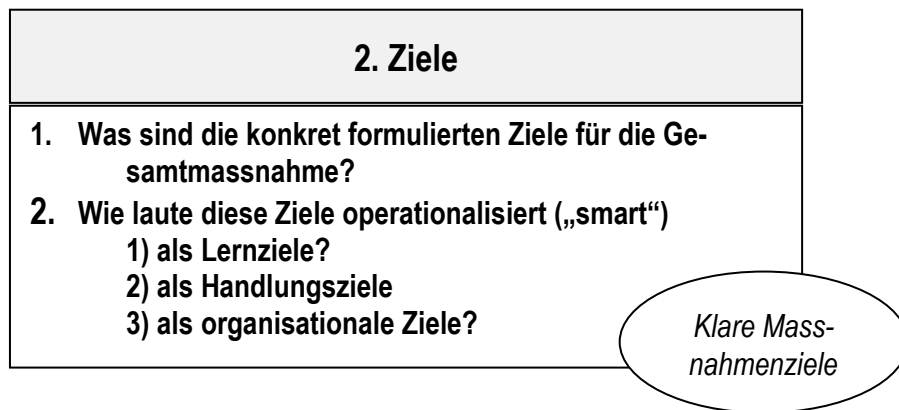 2. Ziele
1. Was sind die konkret formulierten Ziele für die Ge-
samtmassnahme?
2. Wie laute diese Ziele operationalisiert („smart“)
1) als Lernziele?
2) als Handlungsziele
3) als organisationale Ziele?
Klare Mass-
nahmenziele